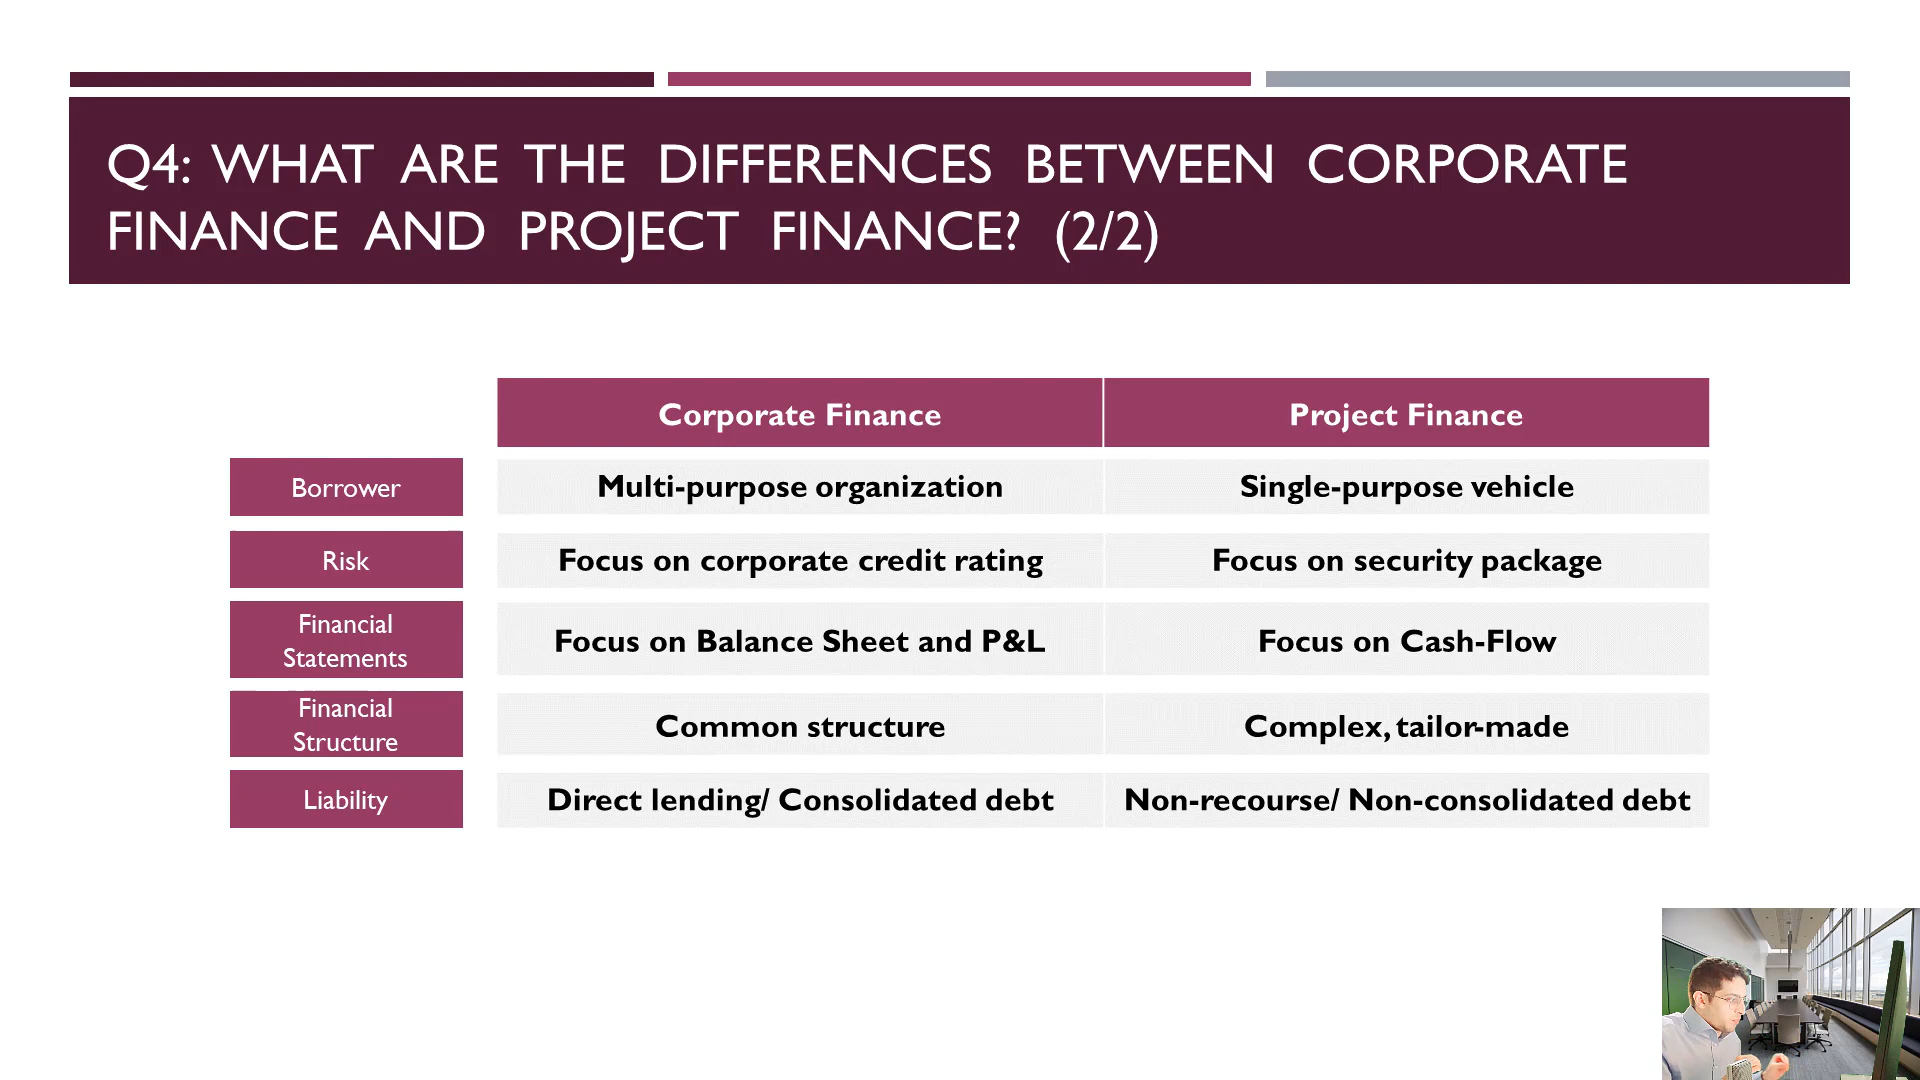 Q4: WHAT ARE THE DIFFERENCES BETWEEN CORPORATE
FINANCE AND PROJECT FINANCE? (2/2)
Corporate Finance
Project Finance
Borrower
Multi-purpose organization
Single-purpose vehicle
Risk
Focus on corporate credit rating
Focus on security package
Financial
Statements
Focus on Balance Sheet and P&L
Focus on Cash-Flow
Financial
Structure
Common structure
Complex, tailor-made
Liability
Direct lending/ Consolidated debt
Non-recourse/ Non-consolidated debt